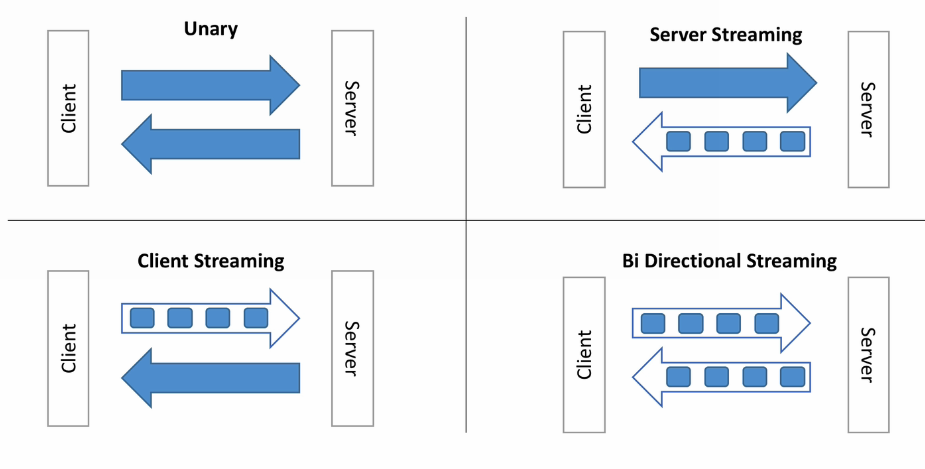 Unary
Client
Server
Server Streaming
Client
Server
Client Streaming
Client
Server
Bi Directional Streaming
Client
Server